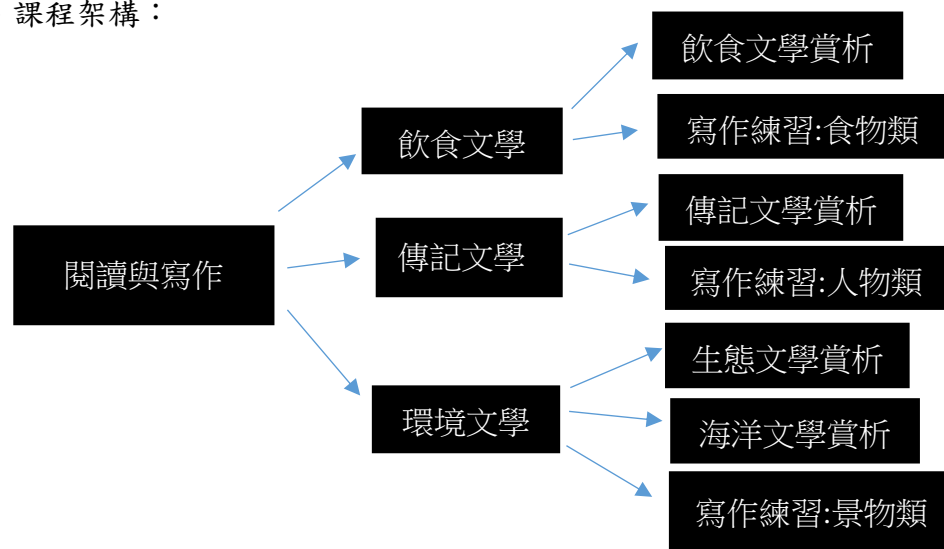 課程架構：
閱讀與寫作
飲食文學
飲食文學賞析
寫作練習:食物類
傳記文學
傳記文學賞析
寫作練習:人物類
環境文學
生態文學賞析
海洋文學賞析
寫作練習:景物類